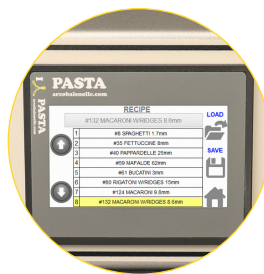 PASTA
arcobalenollc.com
PASTA
RECIPE
#132 MACARONI W/RIDGES 8.6mm
LOAD
SAVE
1 #6 SPAGHETTI 1.7mm
2 #35 FETTUCCINE 8mm
3 #40 PAPPARDELLE 25mm
4 #69 MAFALDE 62mm
5 #61 BUCATINI 3mm
6 #60 RIGATONI W/RIDGES 15mm
7 #124 MACARONI 9.8mm
8 #132 MACARONI W/RIDGES 8.6mm